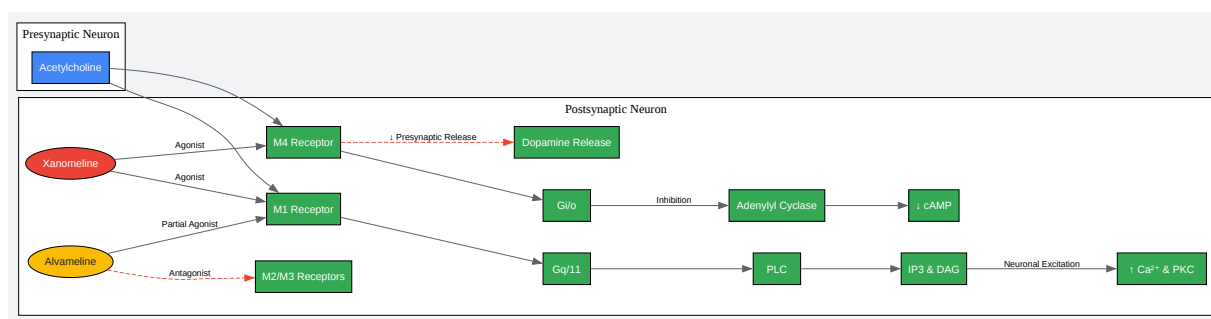 Presynaptic Neuron
Acetylcholine
Postsynaptic Neuron
Xanomeline
Agonist
Agonist
M4 Receptor
↓ Presynaptic Release
Dopamine Release
M1 Receptor
Gi/o
Inhibition
Adenylyl Cyclase
↓ cAMP
Partial Agonist
Alvameline
Antagonist
M2/M3 Receptors
Gq/11
PLC
IP3 & DAG
Neuronal Excitation
↑ Ca²⁺ & PKC